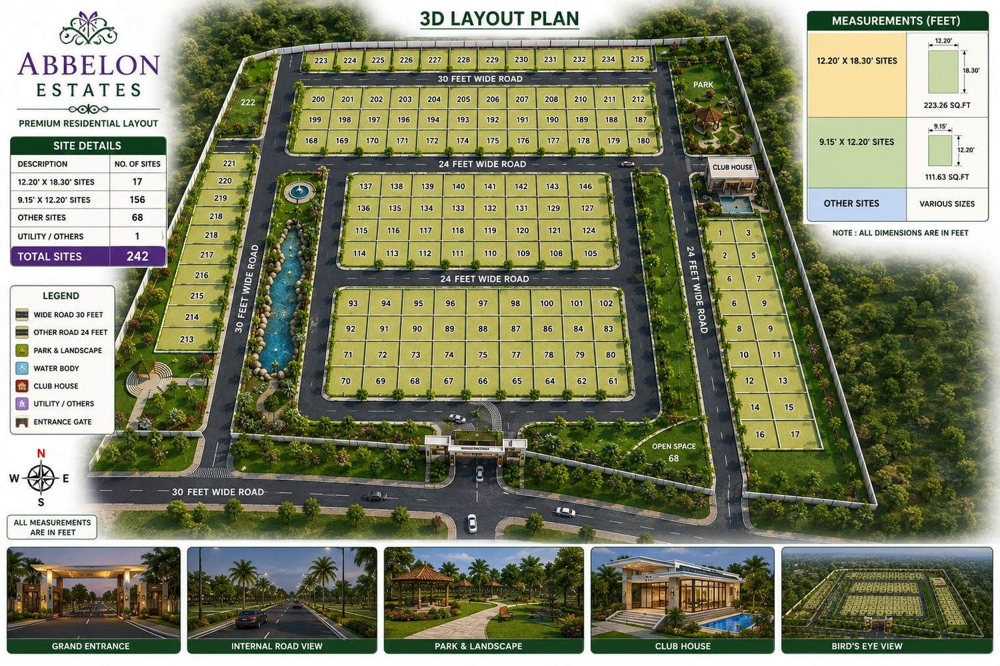 ABBELON
ESTATES
PREMIUM RESIDENTIAL LAYOUT
3D LAYOUT PLAN
SITE DETAILS
DESCRIPTION NO. OF SITES
12.20' X 18.30' SITES 17
9.15' X 12.20' SITES 156
OTHER SITES 68
UTILITY / OTHERS 1
TOTAL SITES 242
LEGEND
WIDE ROAD 30 FEET
OTHER ROAD 24 FEET
PARK & LANDSCAPE
WATER BODY
CLUB HOUSE
UTILITY / OTHERS
ENTRANCE GATE
N
W E
S
ALL MEASUREMENTS
ARE IN FEET
223 224 225 226 227 228 229 230 231 232 234 235
30 FEET WIDE ROAD
PARK
222
200 201 202 203 204 205 206 207 208 210 211 212
199 198 197 196 194 193 192 191 190 189 188 187
168 169 170 171 172 174 175 176 177 178 179 180
24 FEET WIDE ROAD
CLUB HOUSE
221
220
219
218
218
217
216
215
214
213
30 FEET WIDE ROAD
137 138 139 140 141 142 143 146
136 135 134 133 132 131 129 127
115 116 117 118 119 120 121 124
114 113 112 111 110 109 108 105
24 FEET WIDE ROAD
24 FEET WIDE ROAD
93 94 95 96 97 98 100 101 102
92 91 90 89 88 87 86 84 83
71 72 73 74 75 77 78 79 80
70 69 68 67 66 65 64 62 61
1 3
2 5
6 7
6 9
8 9
10 11
12 13
14 15
16 17
OPEN SPACE
68
30 FEET WIDE ROAD
MEASUREMENTS (FEET)
12.20' X 18.30' SITES
12.20'
18.30'
223.26 SQ.FT
9.15' X 12.20' SITES
9.15'
12.20'
111.63 SQ.FT
OTHER SITES VARIOUS SIZES
NOTE : ALL DIMENSIONS ARE IN FEET
GRAND ENTRANCE
INTERNAL ROAD VIEW
PARK & LANDSCAPE
CLUB HOUSE
BIRD'S EYE VIEW